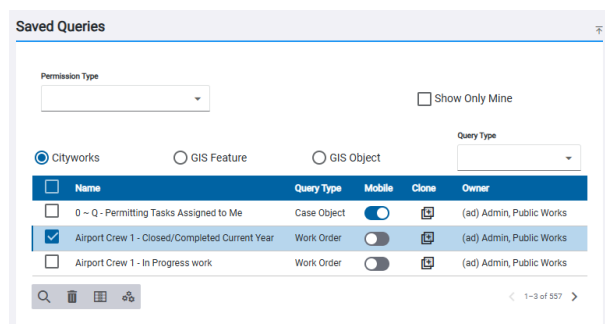 Saved Queries
Permission Type
Show Only Mine
Query Type
Cityworks GIS Feature GIS Object
Name Query Type Mobile Clone Owner
0 ~ Q - Permitting Tasks Assigned to Me Case Object (ad) Admin, Public Works
Airport Crew 1 - Closed/Completed Current Year Work Order (ad) Admin, Public Works
Airport Crew 1 - In Progress work Work Order (ad) Admin, Public Works
1–3 of 557